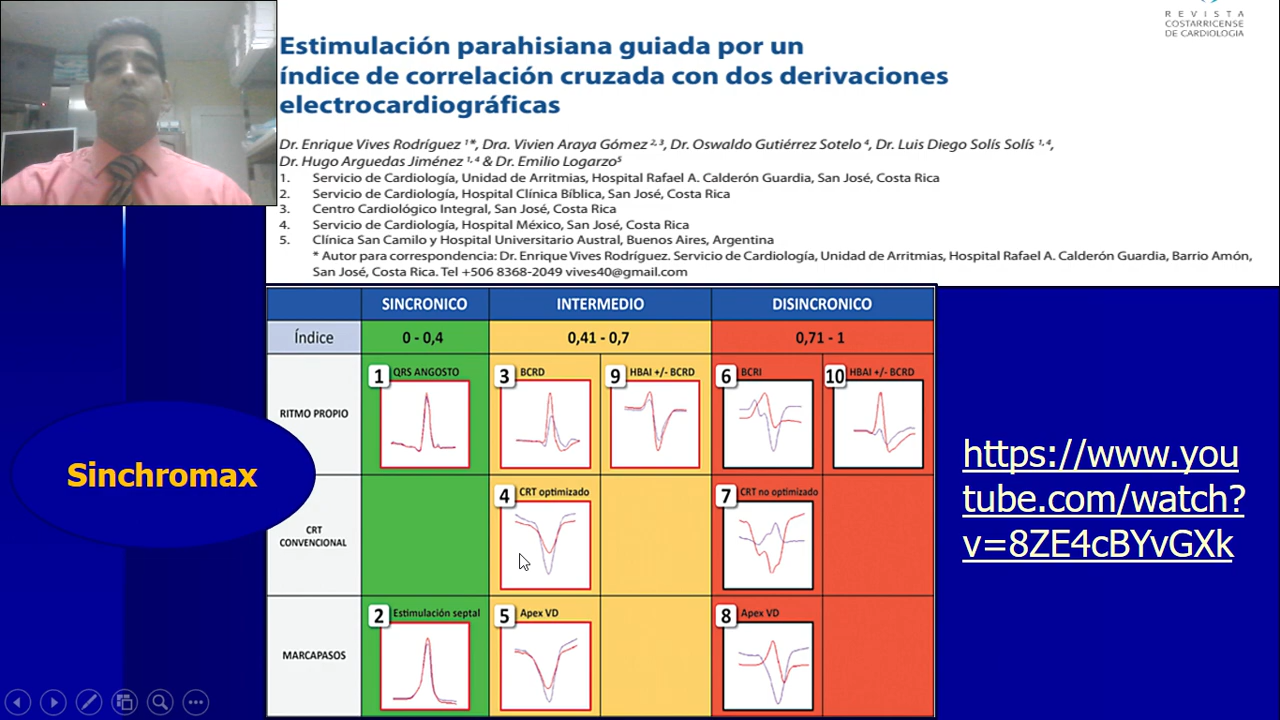 REVISTA
COSTARRICENSE
DE CARDIOLOGÍA
Estimulación parahisiana guiada por un
índice de correlación cruzada con dos derivaciones
electrocardiográficas
Dr. Enrique Vives Rodríguez ¹*, Dra. Vivien Araya Gómez ²,³, Dr. Oswaldo Gutiérrez Sotelo ⁴, Dr. Luis Diego Solís Solís ¹,⁴,
Dr. Hugo Arguedas Jiménez ¹,⁴ & Dr. Emilio Logarzo⁵
1. Servicio de Cardiología, Unidad de Arritmias, Hospital Rafael A. Calderón Guardia, San José, Costa Rica
2. Servicio de Cardiología, Hospital Clínica Bíblica, San José, Costa Rica
3. Centro Cardiológico Integral, San José, Costa Rica
4. Servicio de Cardiología, Hospital México, San José, Costa Rica
5. Clínica San Camilo y Hospital Universitario Austral, Buenos Aires, Argentina
* Autor para correspondencia: Dr. Enrique Vives Rodríguez. Servicio de Cardiología, Unidad de Arritmias, Hospital Rafael A. Calderón Guardia, Barrio Amón,
San José, Costa Rica. Tel +506 8368-2049 vives40@gmail.com
SINCRONICO INTERMEDIO DISINCRONICO
Índice 0 - 0,4 0,41 - 0,7 0,71 - 1
RITMO PROPIO
1 QRS ANGOSTO
3 BCRD
9 HBAI +/- BCRD
6 BCRI
10 HBAI +/- BCRD
CRT
CONVENCIONAL
4 CRT optimizado
7 CRT no optimizado
MARCAPASOS
2 Estimulación septal
5 Apex VD
8 Apex VD
Sinchromax
https://www.you
tube.com/watch?
v=8ZE4cBYvGXk